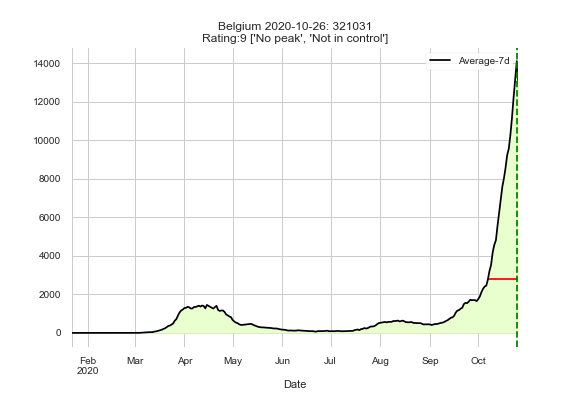 Belgium 2020-10-26: 321031
Rating:9 ['No peak', 'Not in control']
Average-7d
14000
12000
10000
8000
6000
4000
2000
0
Feb Mar Apr May Jun Jul Aug Sep Oct
2020
Date